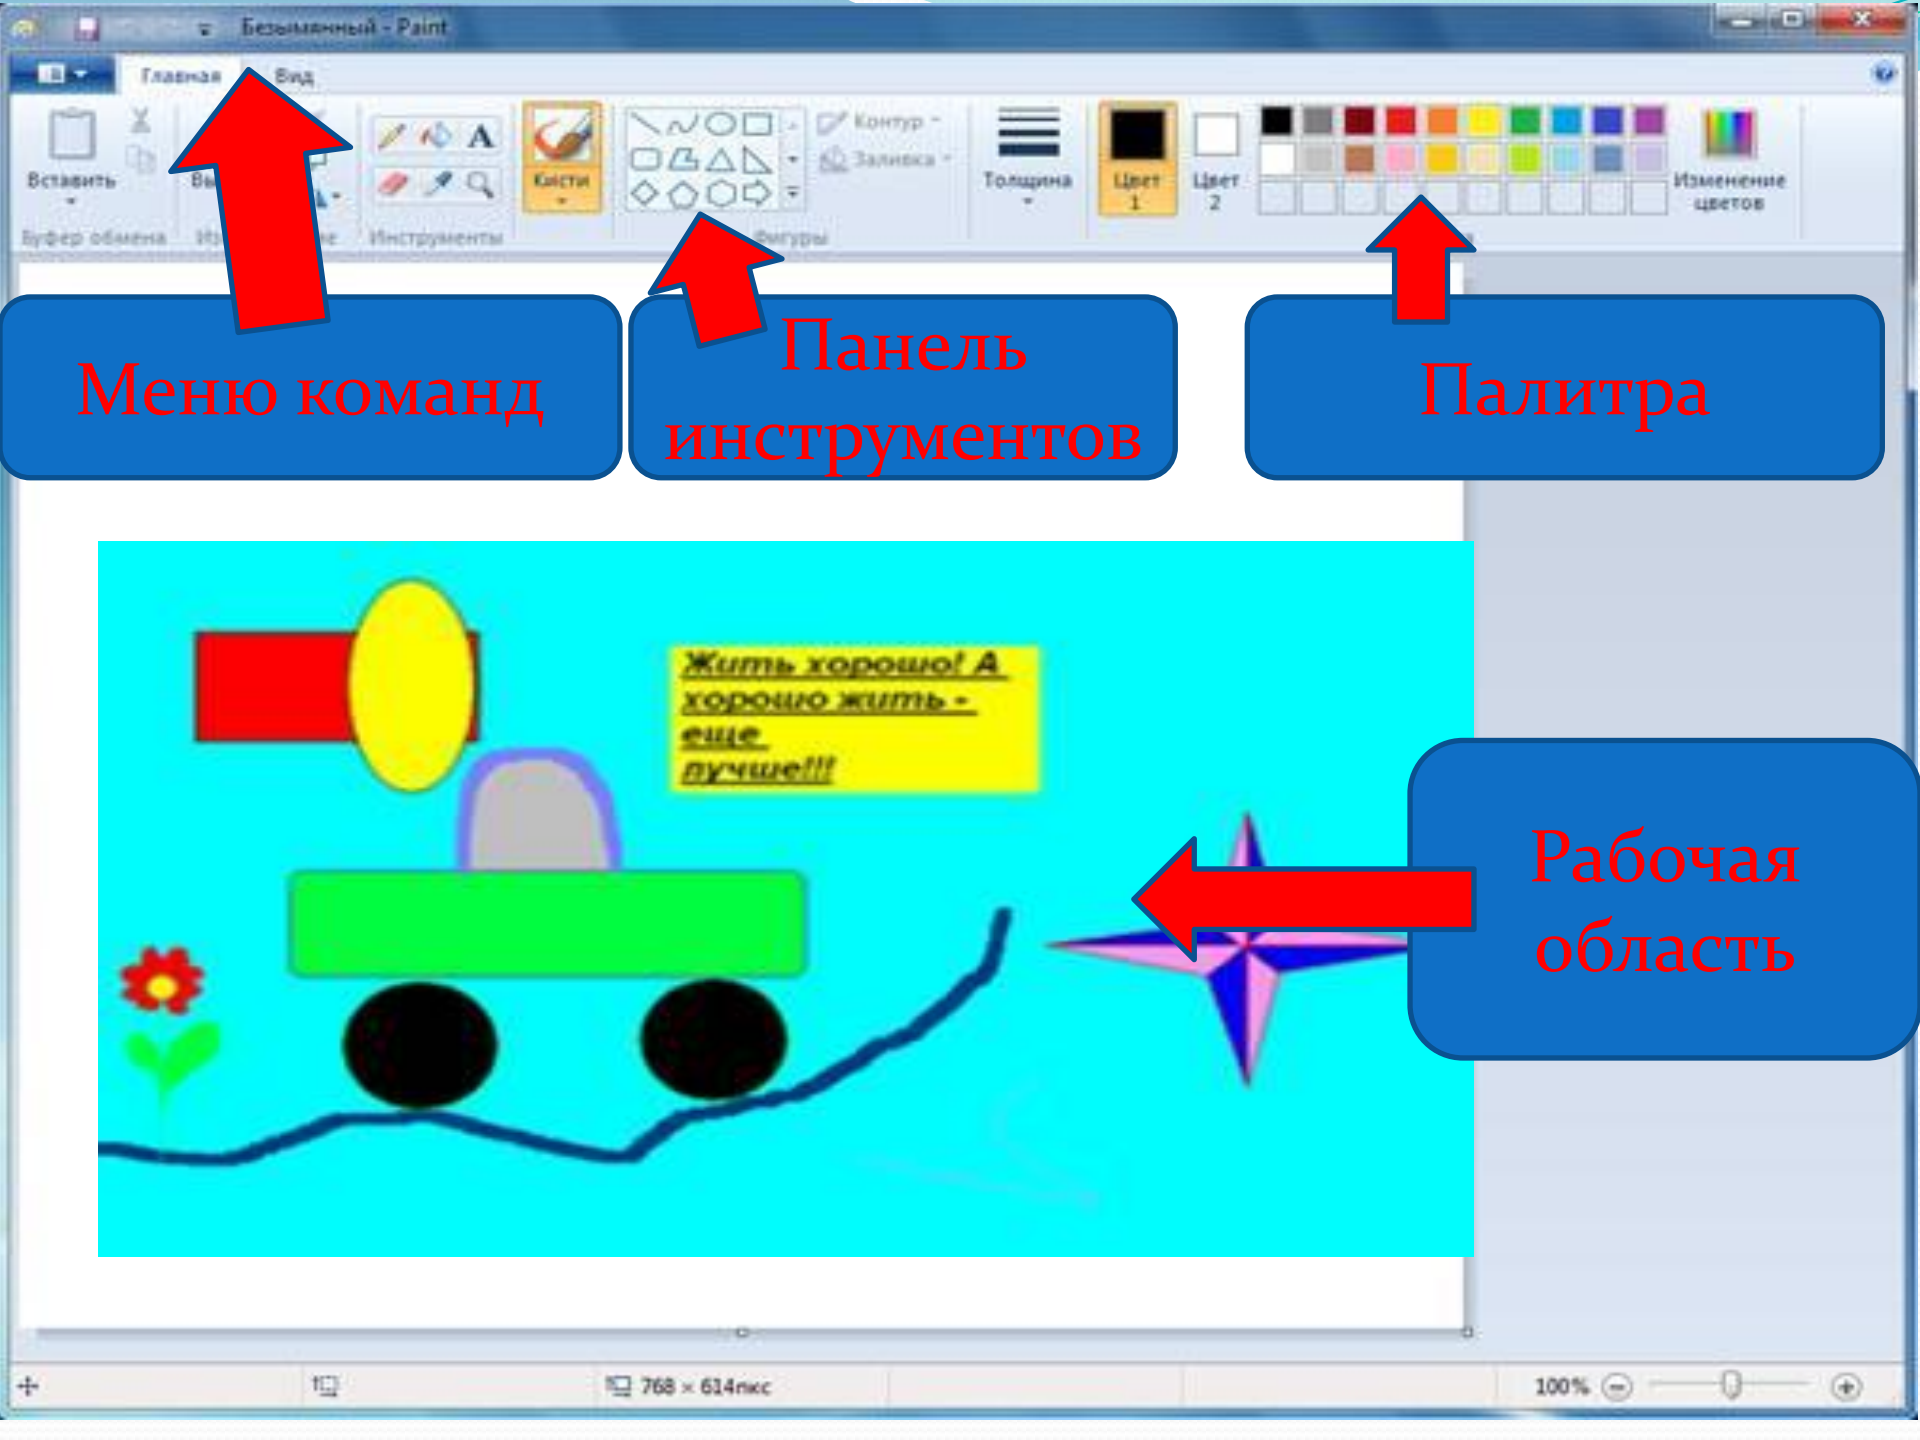 Безымянный - Paint
Главная Вид
Вставить
Кисти
Контур
Заливка
Толщина
Цвет 1
Цвет 2
Изменение цветов
Буфер обмена
Инструменты
Фигуры
Меню команд
Панель
инструментов
Палитра
Жить хорошо! А
хорошо жить -
еще
лучше!!!
Рабочая
область
768 × 614пкс
100%